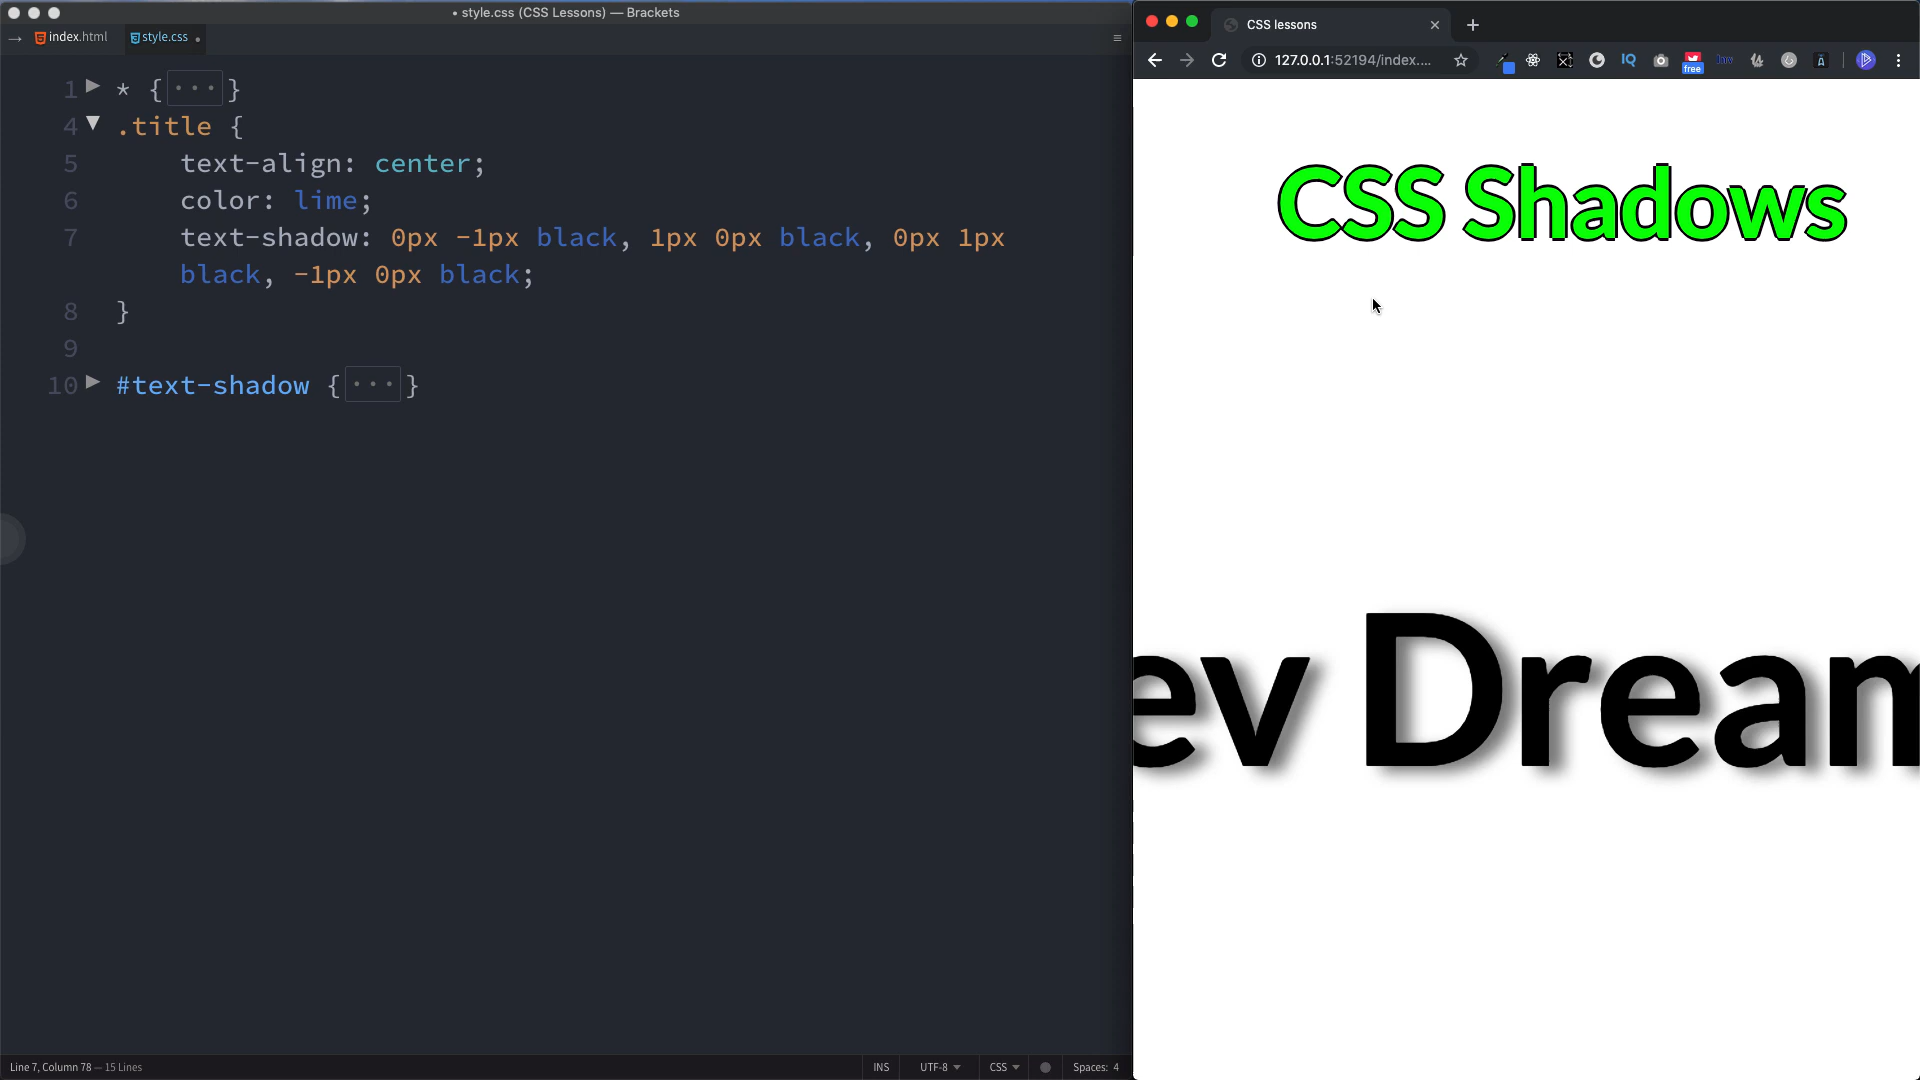 • style.css (CSS Lessons) — Brackets
index.html
style.css •
1 * {···}
4 .title {
5 text-align: center;
6 color: lime;
7 text-shadow: 0px -1px black, 1px 0px black, 0px 1px
black, -1px 0px black;
8 }
9
10 #text-shadow {···}
Line 7, Column 78 — 15 Lines
INS
UTF-8
CSS
Spaces: 4
CSS lessons
127.0.0.1:52194/index....
IQ
free
CSS Shadows
ev Dream